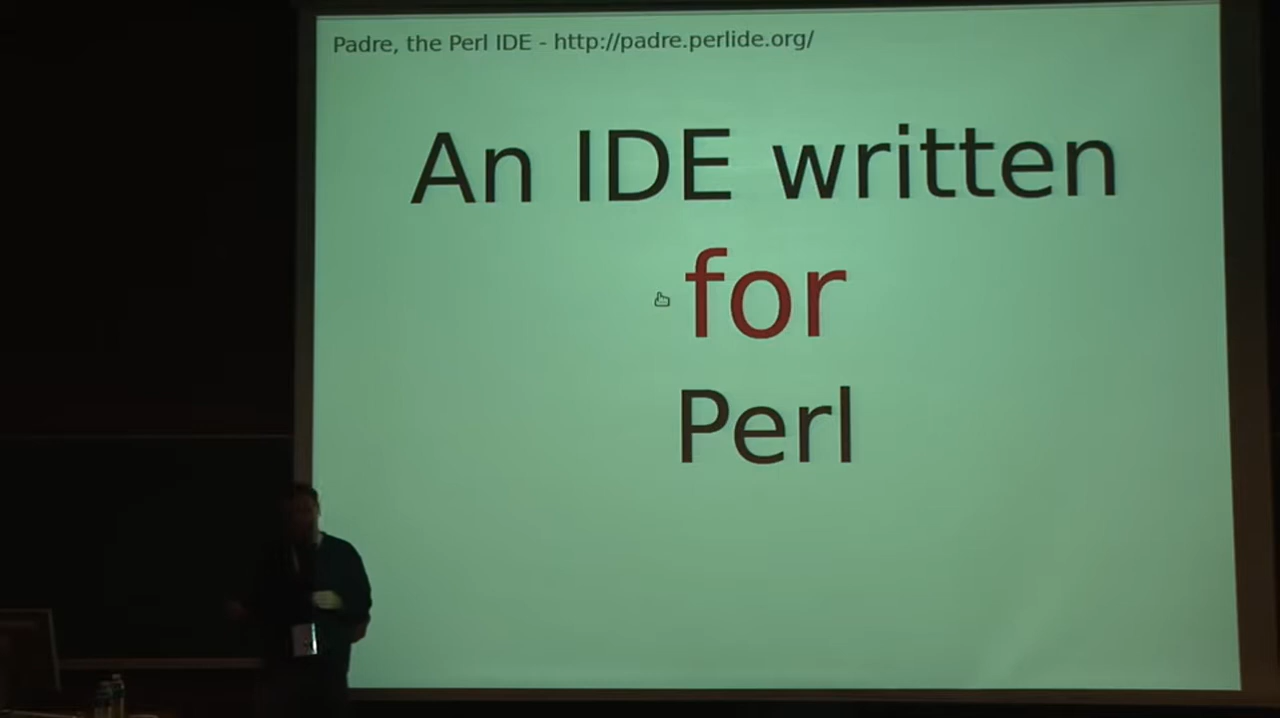 Padre, the Perl IDE - http://padre.perlide.org/
An IDE written
for
Perl